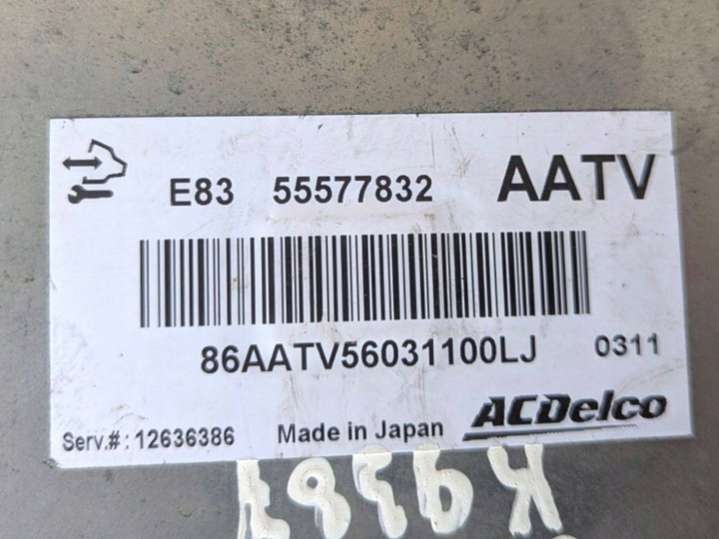 E83 55577832 AATV
86AATV56031100LJ 0311
Serv.#: 12636386 Made in Japan ACDelco